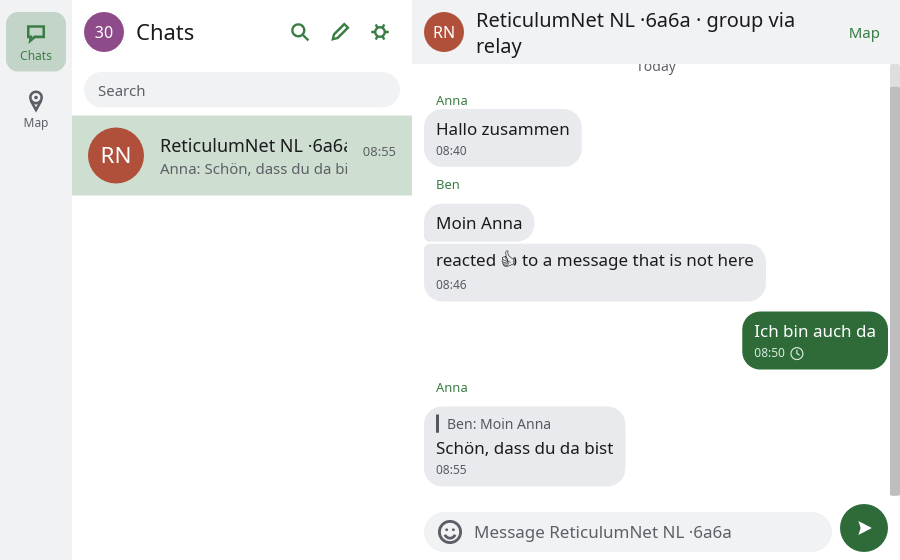 Chats
Map
30
Chats
Search
RN
ReticulumNet NL ·6a6a
08:55
Anna: Schön, dass du da bi
RN
ReticulumNet NL ·6a6a · group via
relay
Map
Today
Anna
Hallo zusammen
08:40
Ben
Moin Anna
reacted 👍 to a message that is not here
08:46
Ich bin auch da
08:50
Anna
Ben: Moin Anna
Schön, dass du da bist
08:55
Message ReticulumNet NL ·6a6a